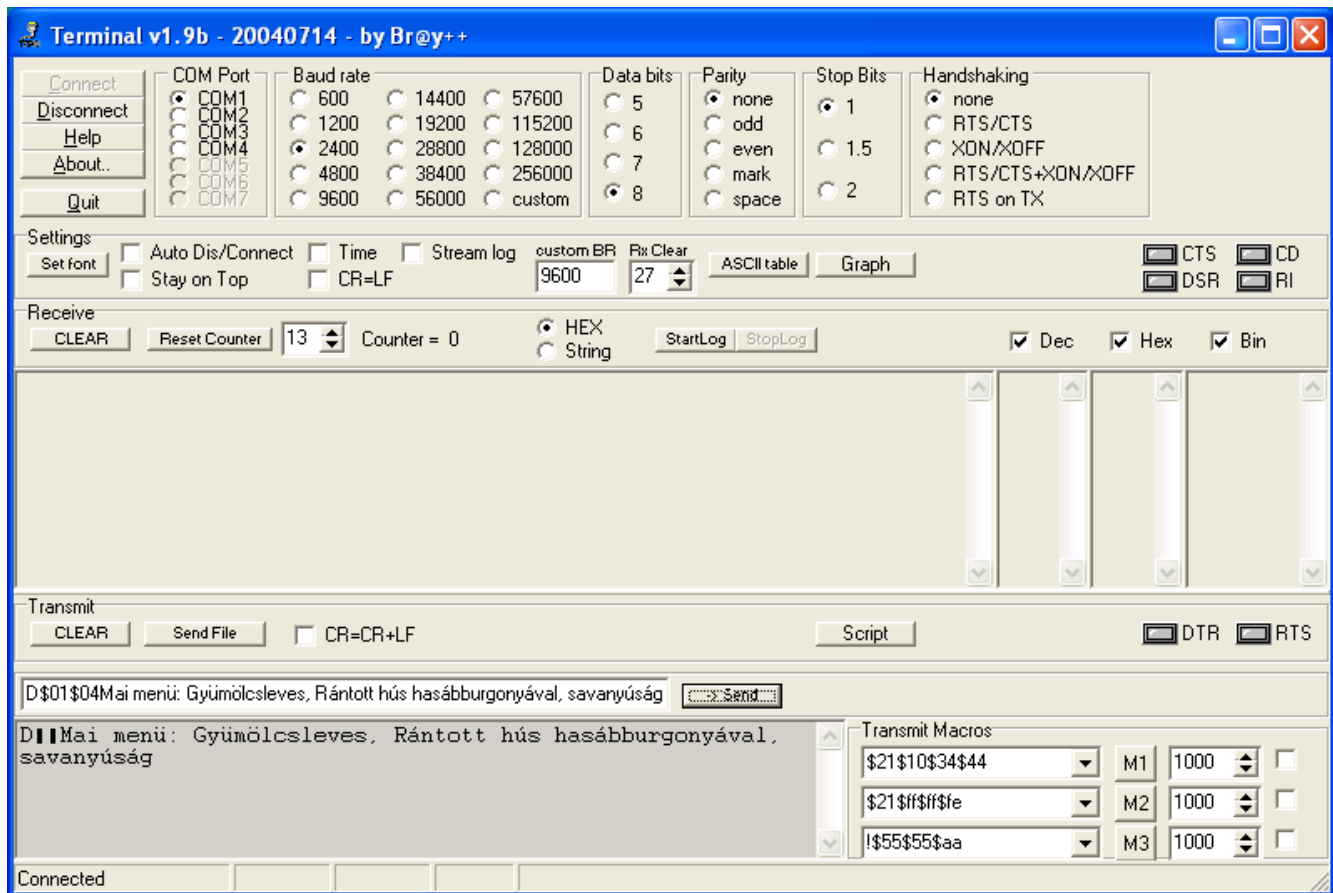 Terminal v1.9b - 20040714 - by Br@y++
Connect
Disconnect
Help
About..
Quit
COM Port
COM1
COM2
COM3
COM4
COM5
COM6
COM7
Baud rate
600 14400 57600
1200 19200 115200
2400 28800 128000
4800 38400 256000
9600 56000 custom
Data bits
5
6
7
8
Parity
none
odd
even
mark
space
Stop Bits
1
1.5
2
Handshaking
none
RTS/CTS
XON/XOFF
RTS/CTS+XON/XOFF
RTS on TX
Settings
Set font
Auto Dis/Connect Time Stream log
Stay on Top CR=LF
custom BR
9600
Rx Clear
27
ASCII table
Graph
CTS CD
DSR RI
Receive
CLEAR Reset Counter 13 Counter = 0
HEX
String
StartLog StopLog
Dec Hex Bin
Transmit
CLEAR Send File CR=CR+LF Script DTR RTS
D$01$04Mai menü: Gyümölcsleves, Rántott hús hasábburgonyával, savanyúság
-> Send
D▮▮Mai menü: Gyümölcsleves, Rántott hús hasábburgonyával,
savanyúság
Transmit Macros
$21$10$34$44 M1 1000
$21$ff$ff$fe M2 1000
!$55$55$aa M3 1000
Connected